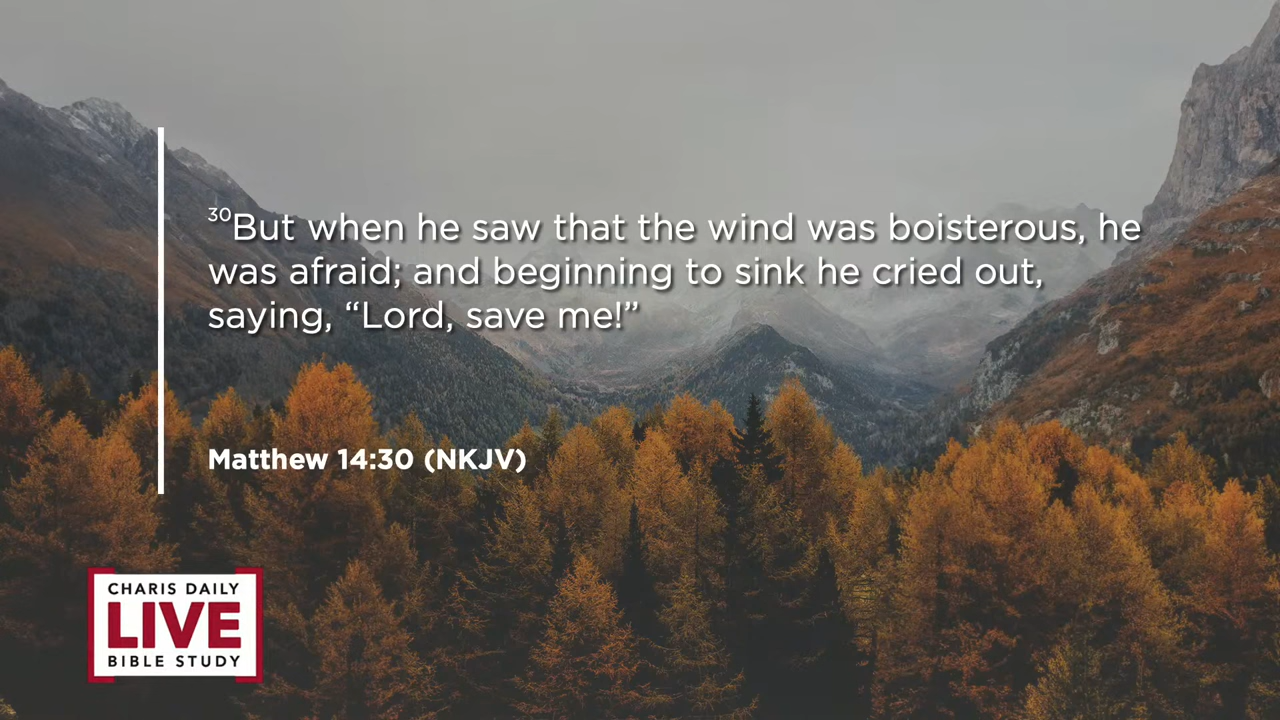 30But when he saw that the wind was boisterous, he
was afraid; and beginning to sink he cried out,
saying, “Lord, save me!”
Matthew 14:30 (NKJV)
CHARIS DAILY
LIVE
BIBLE STUDY